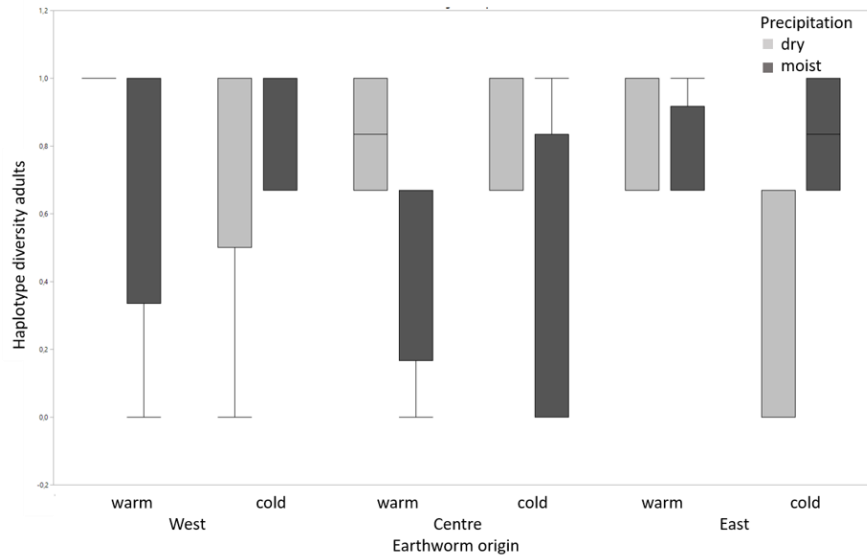 Precipitation
dry
moist
Haplotype diversity adults
1,2
1,0
0,8
0,6
0,4
0,2
0,0
-0,2
warm cold warm cold warm cold
West Centre East
Earthworm origin